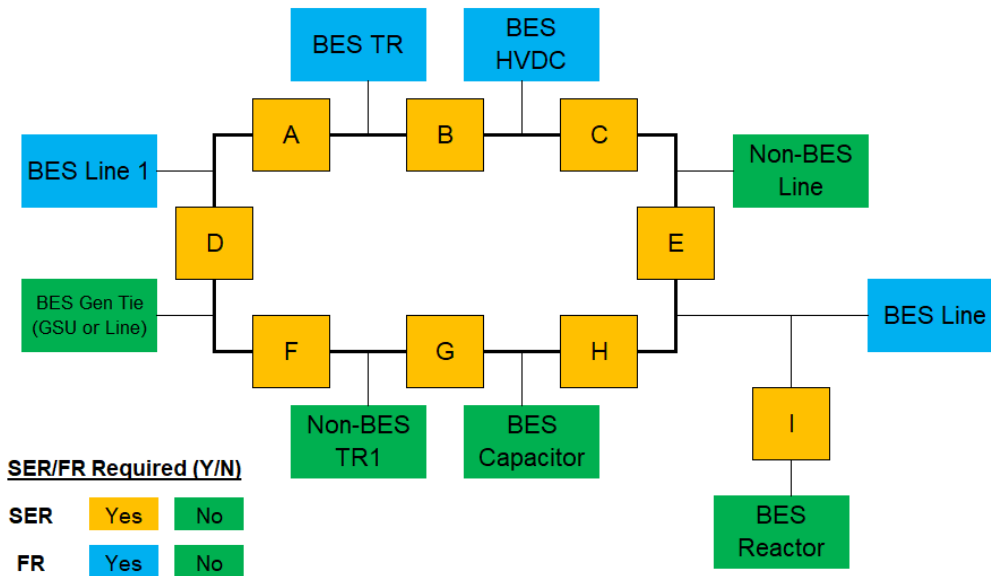 BES TR
BES
HVDC
A
B
C
BES Line 1
Non-BES
Line
D
E
BES Gen Tie
(GSU or Line)
BES Line
F
G
H
I
Non-BES
TR1
BES
Capacitor
BES
Reactor
SER/FR Required (Y/N)
SER Yes No
FR Yes No